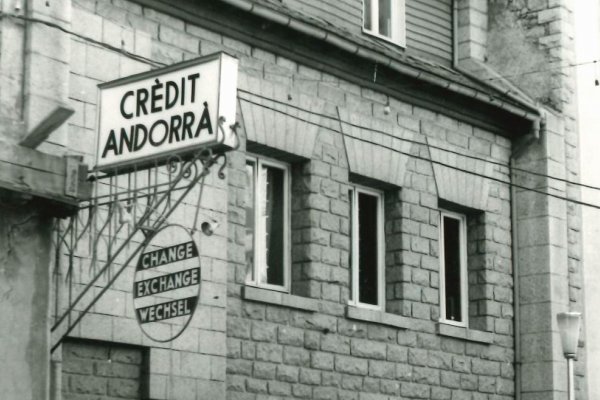 CRÈDIT
ANDORRÀ
CHANGE
EXCHANGE
WECHSEL